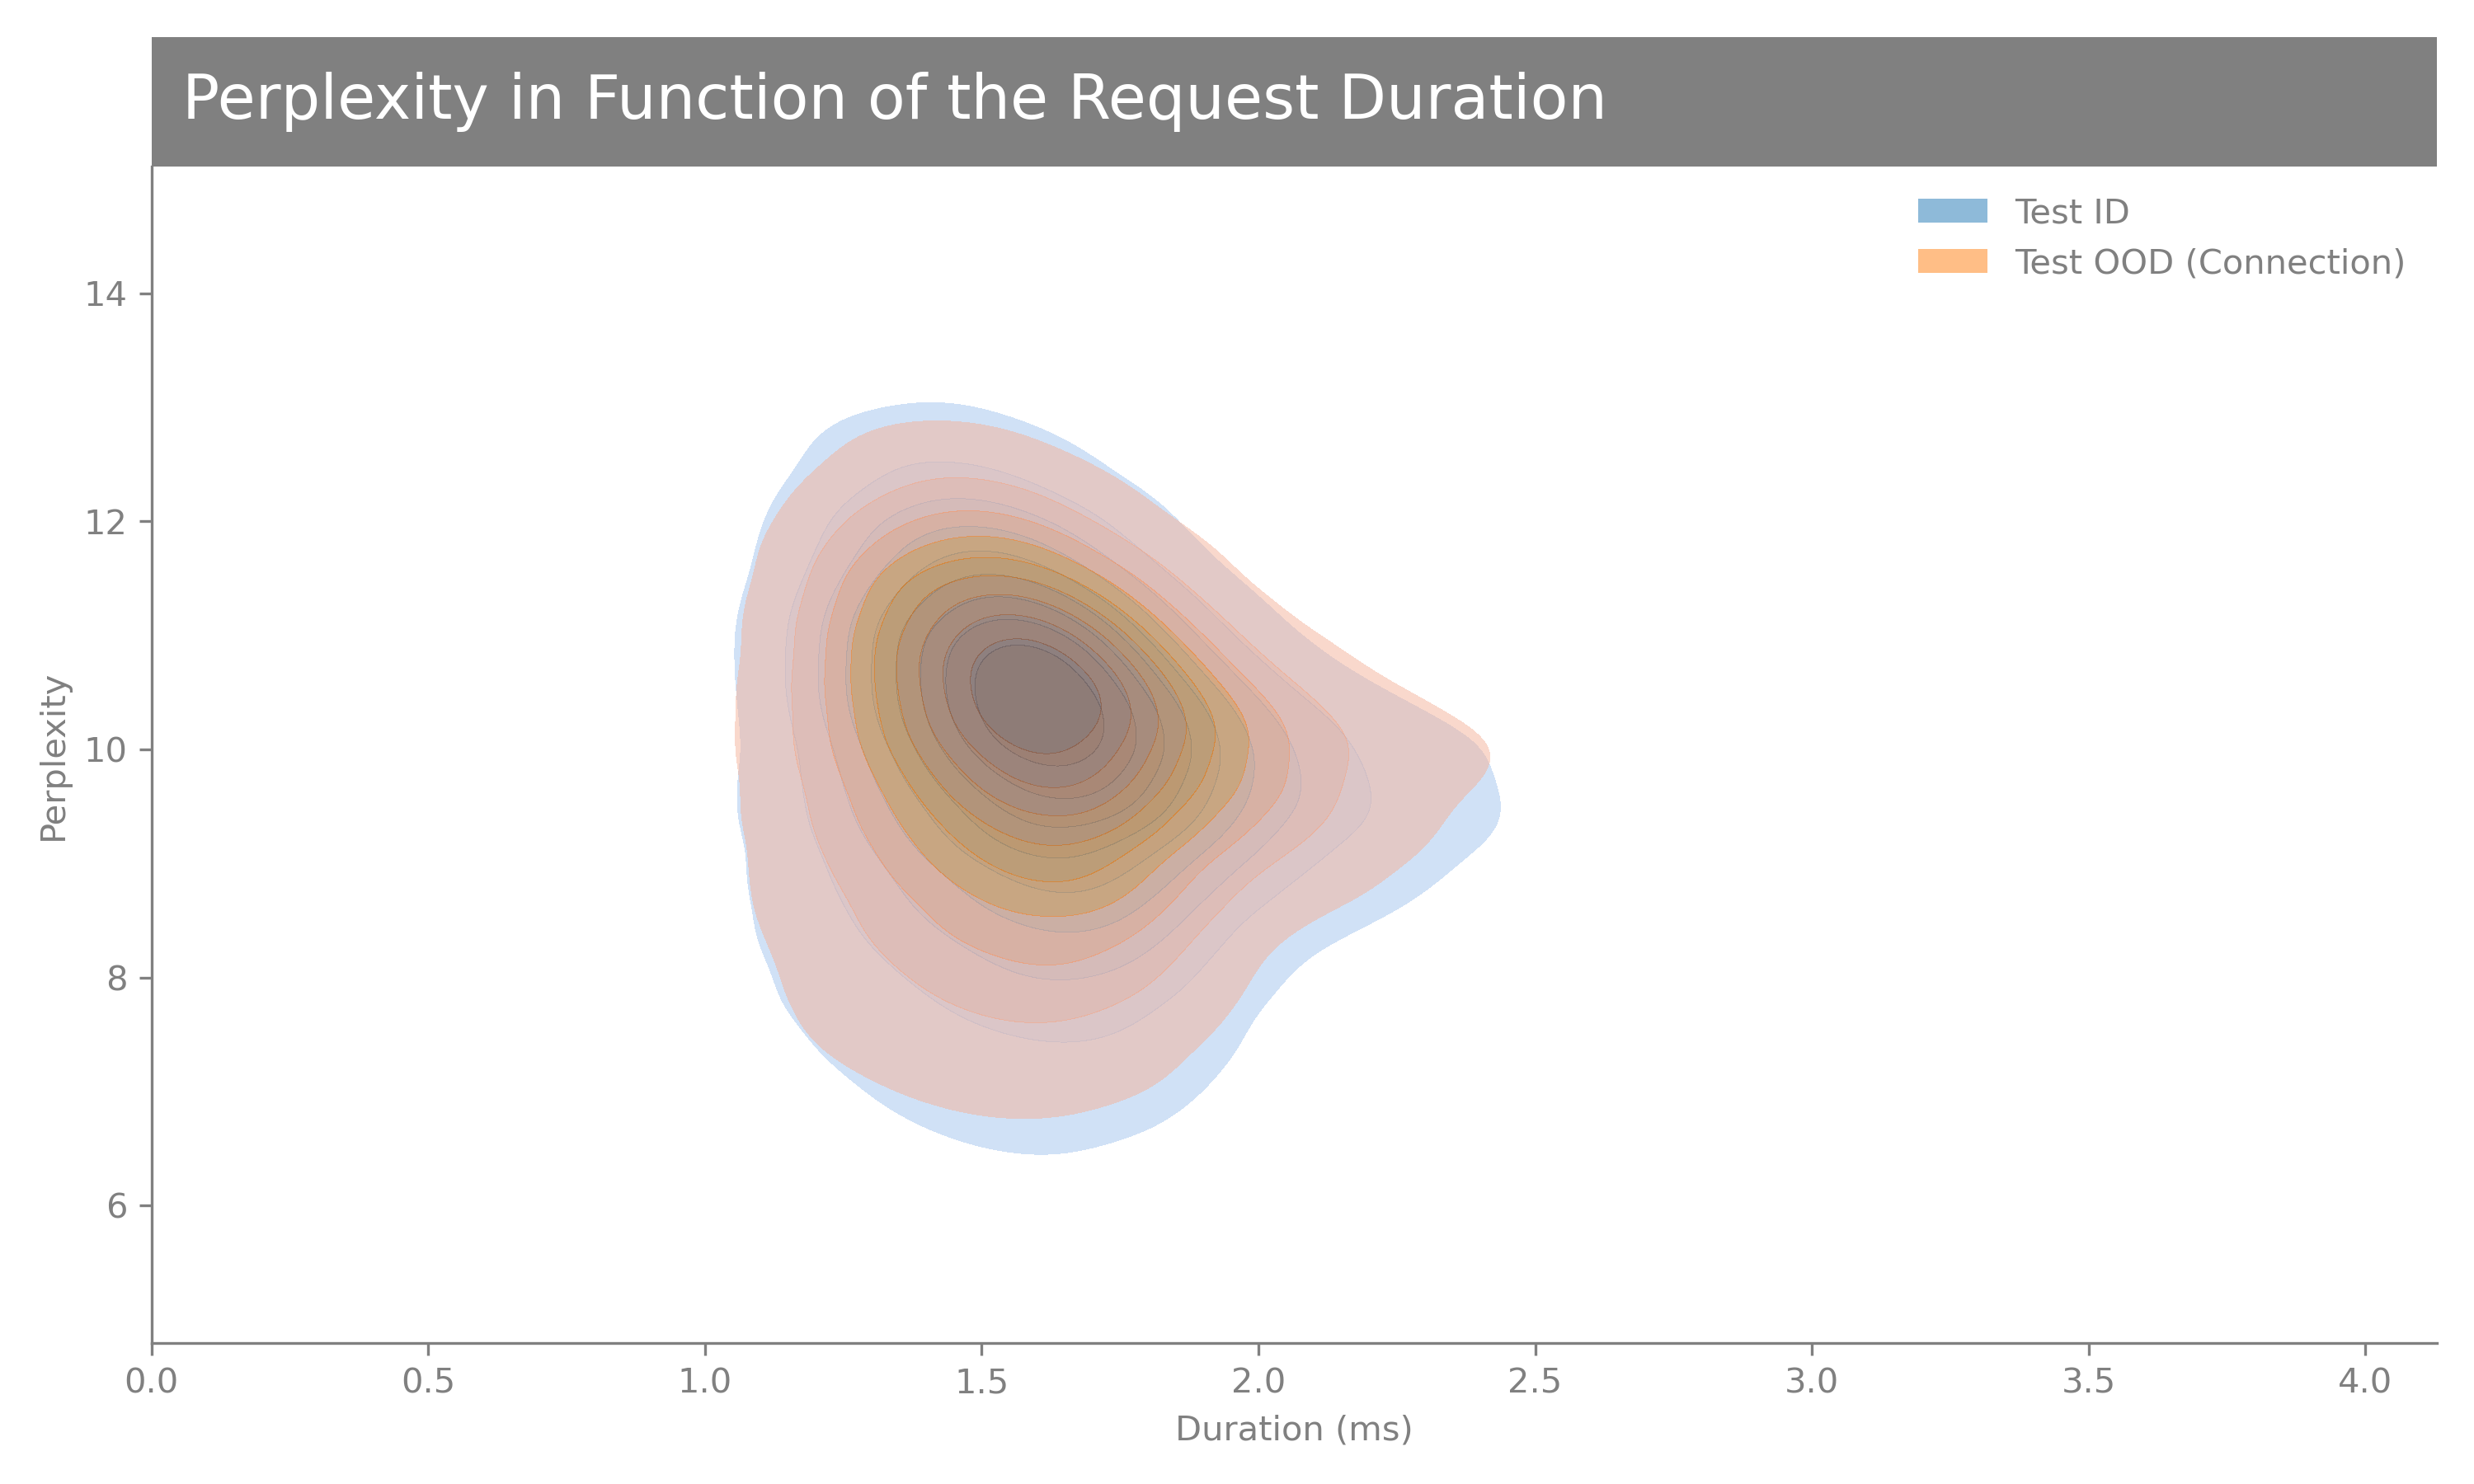 Perplexity in Function of the Request Duration
Test ID
Test OOD (Connection)
14
12
10
8
6
Perplexity
0.0 0.5 1.0 1.5 2.0 2.5 3.0 3.5 4.0
Duration (ms)